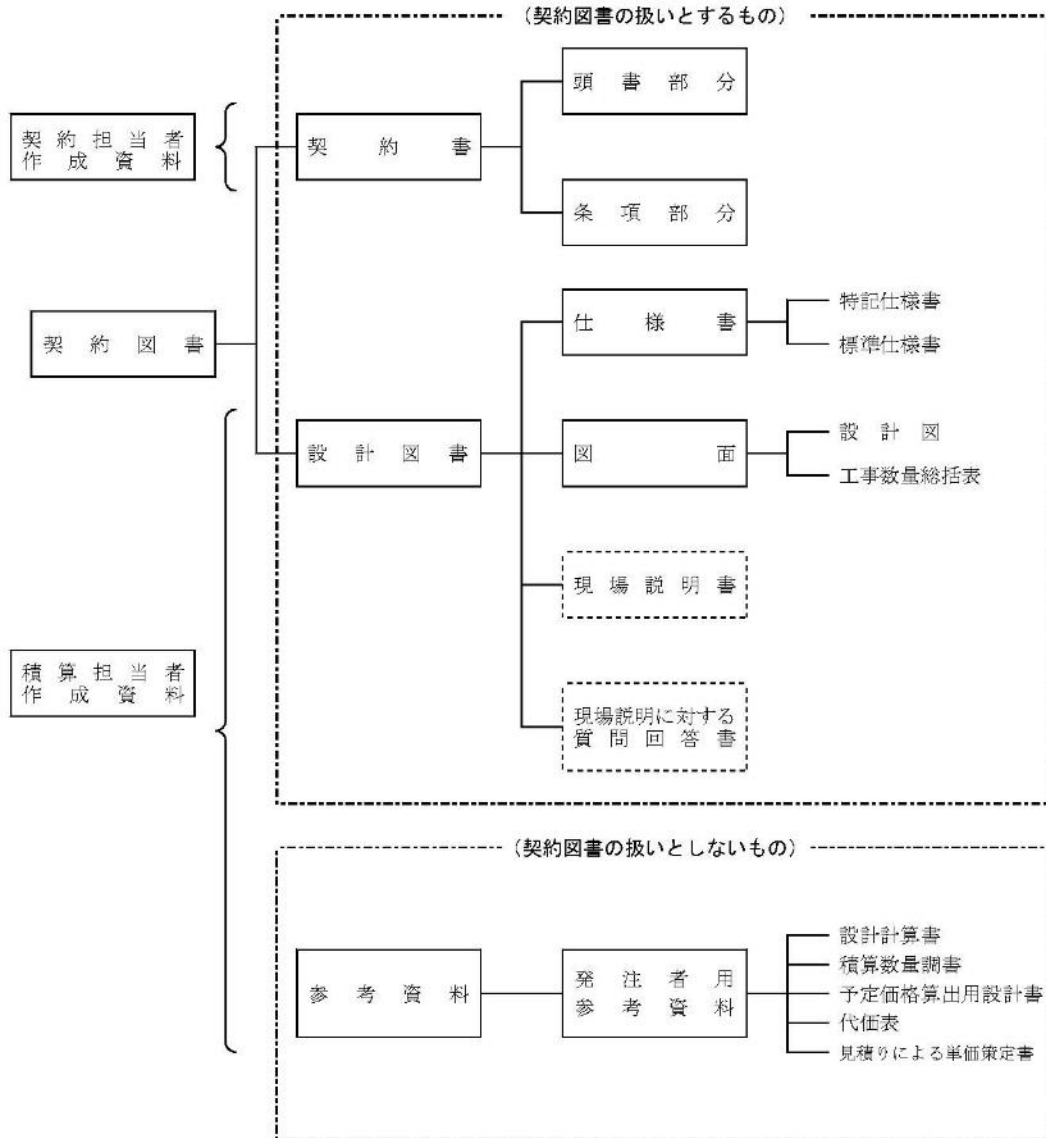 （契約図書の扱いとするもの）
頭書部分
契約担当者
作成資料
契約書
条項部分
特記仕様書
仕様書
標準仕様書
契約図書
設計図
設計図書
図面
工事数量総括表
現場説明書
積算担当者
作成資料
現場説明に対する
質問回答書
（契約図書の扱いとしないもの）
設計計算書
積算数量調書
参考資料
発注者用
参考資料
予定価格算出用設計書
代価表
見積りによる単価策定書